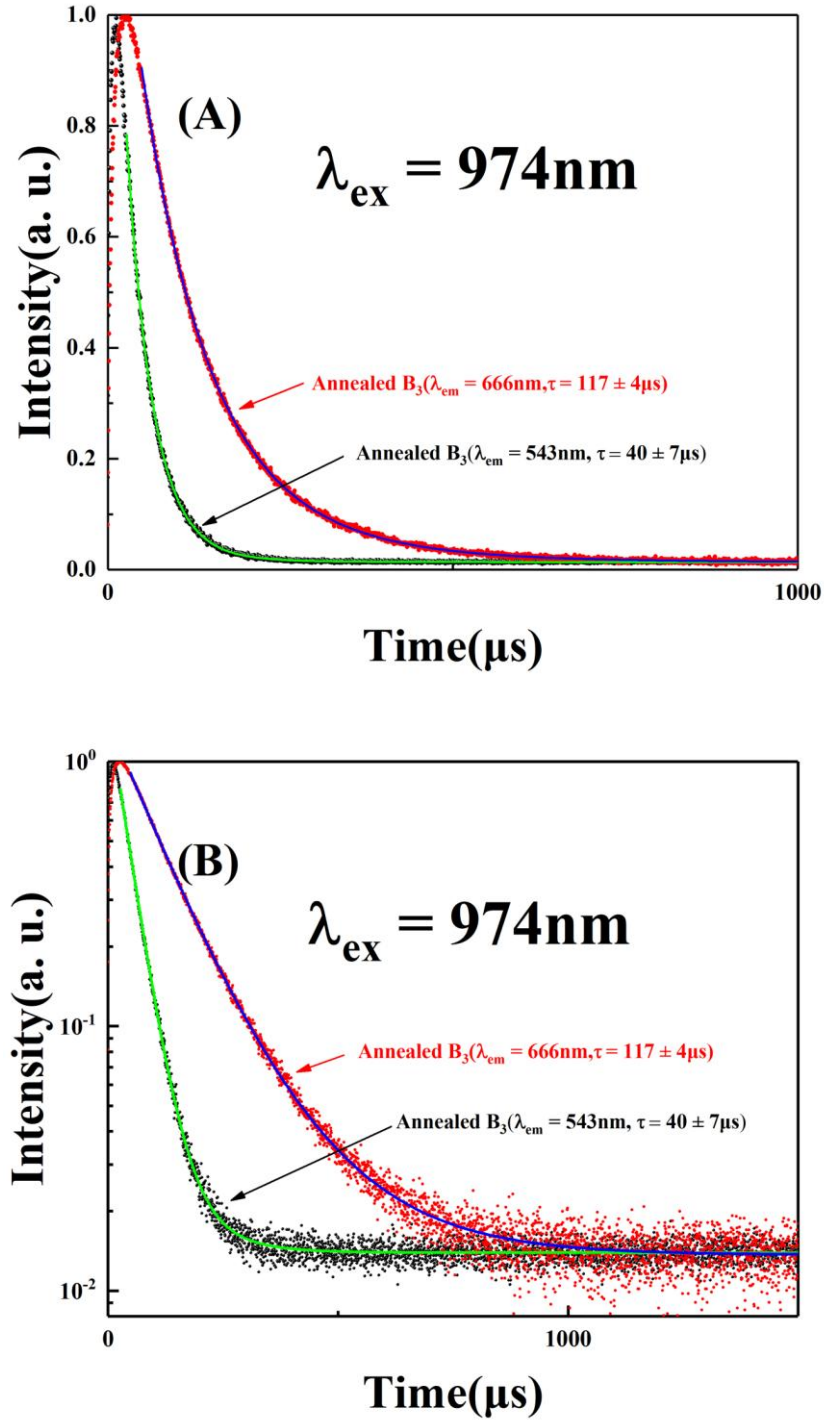 1.0
(A)
λex = 974nm
0.8
0.6
Intensity(a. u.)
0.4
Annealed B3(λem = 666nm,τ = 117 ± 4μs)
Annealed B3(λem = 543nm, τ = 40 ± 7μs)
0.2
0.0
0
1000
Time(μs)
10^0
(B)
λex = 974nm
Intensity(a. u.)
10^-1
Annealed B3(λem = 666nm,τ = 117 ± 4μs)
Annealed B3(λem = 543nm, τ = 40 ± 7μs)
10^-2
0
1000
Time(μs)